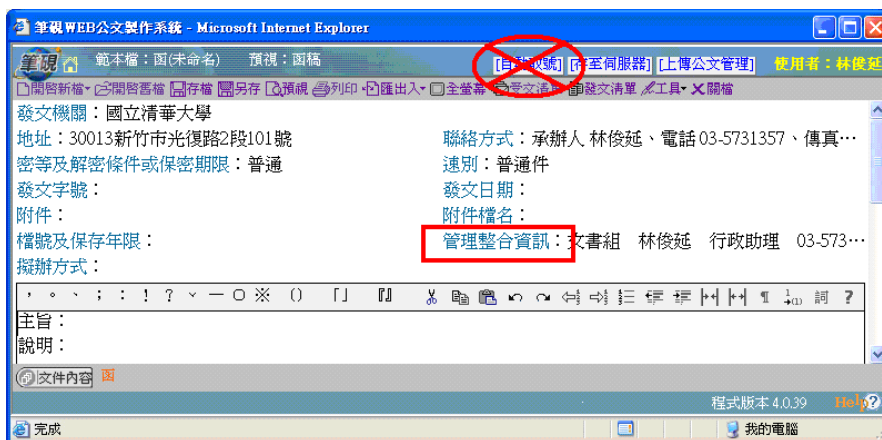 筆硯WEB公文製作系統 - Microsoft Internet Explorer
筆硯 範本檔：函(未命名) 預視：函稿 [自動取號] [存至伺服器] [上傳公文管理] 使用者：林俊延
開啓新檔 開啓舊檔 存檔 另存 預視 列印 匯出入 全螢幕 受文清單 發文清單 工具 關檔
發文機關：國立清華大學
地址：30013新竹市光復路2段101號 聯絡方式：承辦人 林俊延、電話 03-5731357、傳真…
密等及解密條件或保密期限：普通 速別：普通件
發文字號： 發文日期：
附件： 附件檔名：
檔號及保存年限： 管理整合資訊：文書組 林俊延 行政助理 03-573…
擬辦方式：
， 。 、 ； ： ！ ？ ˇ — ○ ※ () 「」 『』 ¶ 詞 ?
主旨：
說明：
文件內容 函
程式版本 4.0.39 Help?
完成 我的電腦